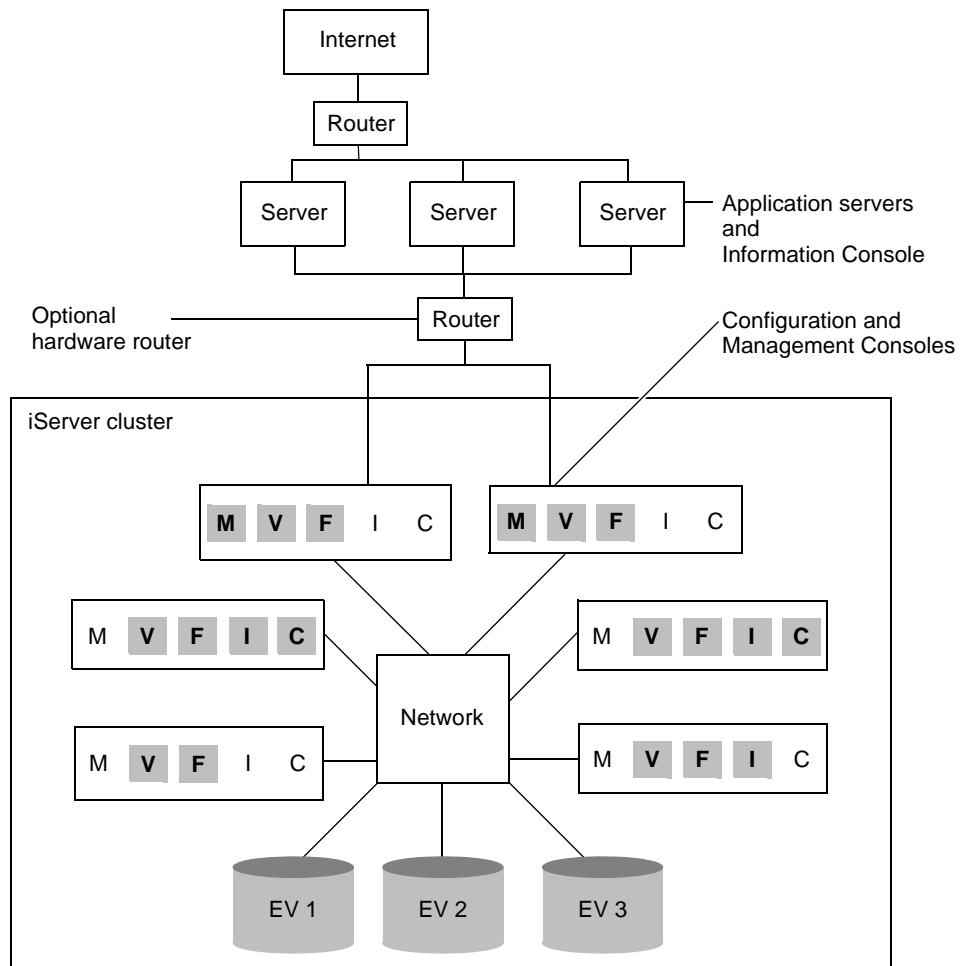 Internet
Router
Server Server Server
Application servers
and
Information Console
Optional
hardware router
Router
Configuration and
Management Consoles
iServer cluster
M V F I C
M V F I C
M V F I C
M V F I C
Network
M V F I C
M V F I C
EV 1 EV 2 EV 3